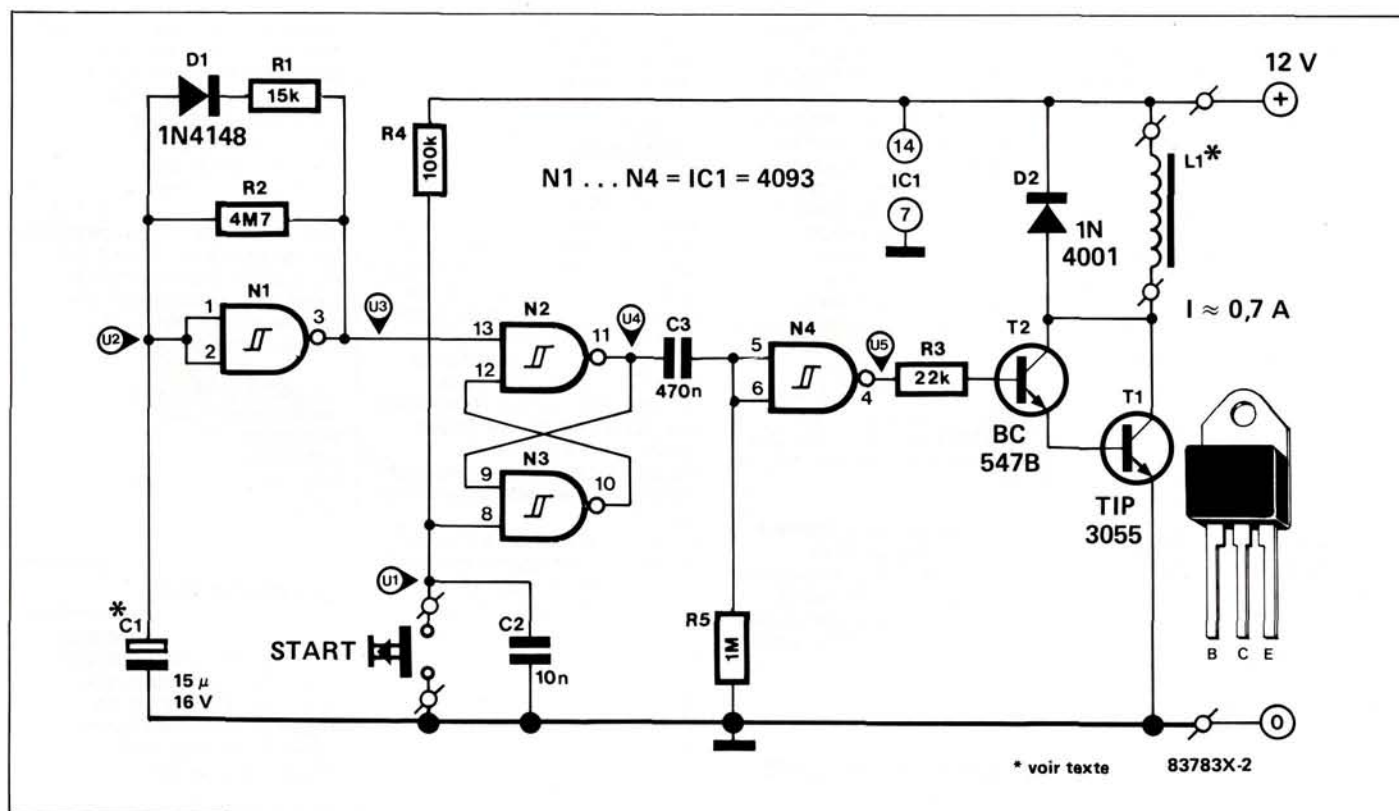 D1
R1
15k
1N4148
R2
4M7
N1
1
2
3
U2
U3
R4
100k
N1 ... N4 = IC1 = 4093
14
IC1
7
12 V
+
L1*
D2
1N
4001
I ≈ 0,7 A
N2
13
12
11
U4
C3
470n
N4
5
6
4
U5
R3
22k
T2
BC
547B
T1
TIP
3055
N3
9
8
10
B C E
U1
*
C1
15 µ
16 V
START
C2
10n
R5
1M
0
* voir texte
83783X-2